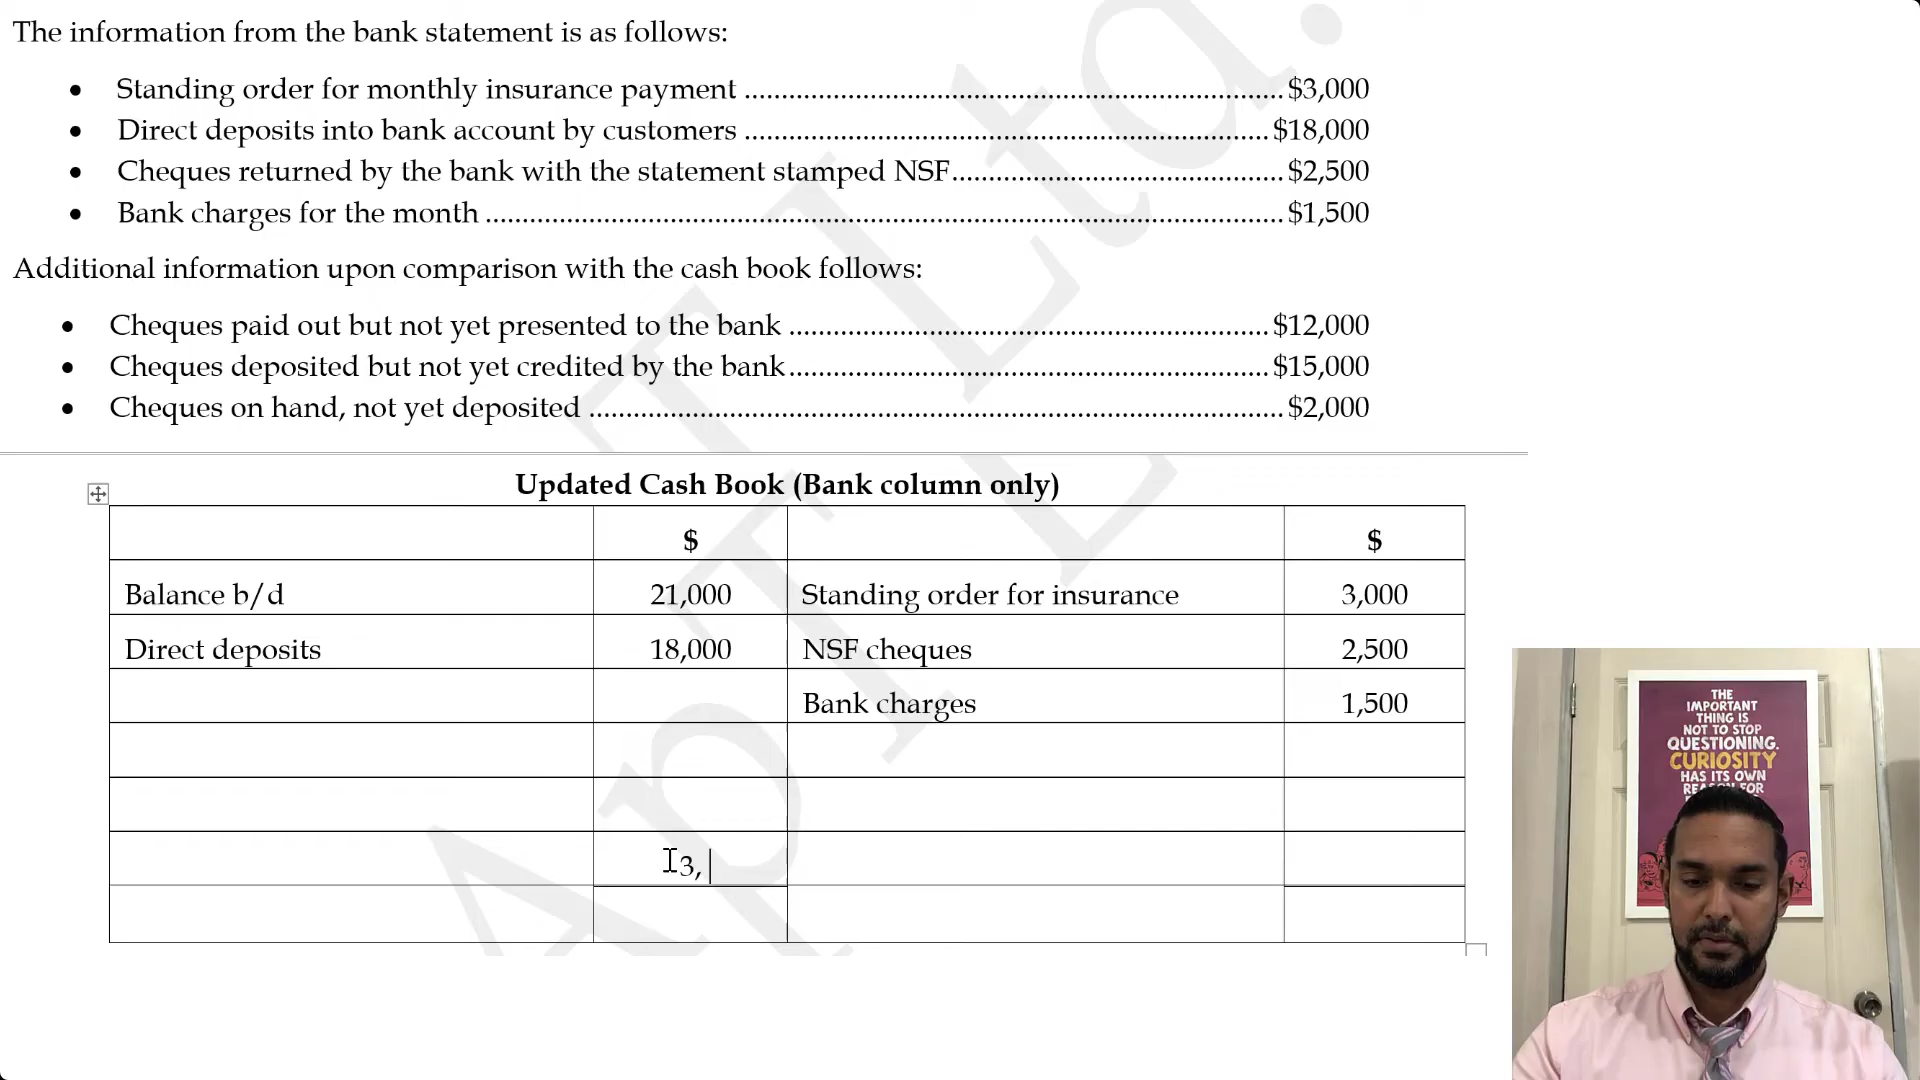 The information from the bank statement is as follows:
• Standing order for monthly insurance payment ........................................................................ $3,000
• Direct deposits into bank account by customers ...................................................................... $18,000
• Cheques returned by the bank with the statement stamped NSF............................................ $2,500
• Bank charges for the month ........................................................................................................... $1,500
Additional information upon comparison with the cash book follows:
• Cheques paid out but not yet presented to the bank ................................................................ $12,000
• Cheques deposited but not yet credited by the bank ................................................................ $15,000
• Cheques on hand, not yet deposited ............................................................................................. $2,000
Updated Cash Book (Bank column only)
$ $
Balance b/d 21,000 Standing order for insurance 3,000
Direct deposits 18,000 NSF cheques 2,500
Bank charges 1,500
3,
ApT Ltd.
THE
IMPORTANT
THING IS
NOT TO STOP
QUESTIONING.
CURIOSITY
HAS ITS OWN
REASON FOR